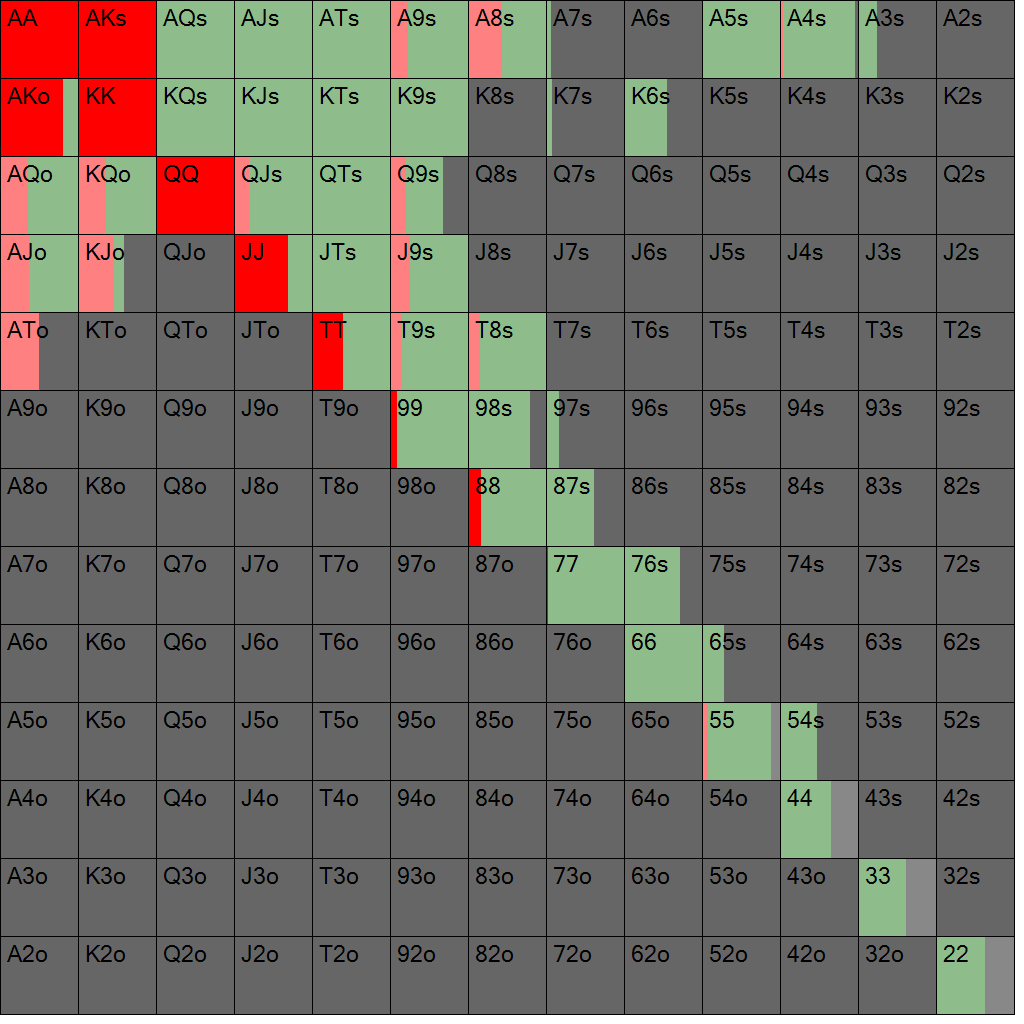 AA AKs AQs AJs ATs A9s A8s A7s A6s A5s A4s A3s A2s
AKo KK KQs KJs KTs K9s K8s K7s K6s K5s K4s K3s K2s
AQo KQo QQ QJs QTs Q9s Q8s Q7s Q6s Q5s Q4s Q3s Q2s
AJo KJo QJo JJ JTs J9s J8s J7s J6s J5s J4s J3s J2s
ATo KTo QTo JTo TT T9s T8s T7s T6s T5s T4s T3s T2s
A9o K9o Q9o J9o T9o 99 98s 97s 96s 95s 94s 93s 92s
A8o K8o Q8o J8o T8o 98o 88 87s 86s 85s 84s 83s 82s
A7o K7o Q7o J7o T7o 97o 87o 77 76s 75s 74s 73s 72s
A6o K6o Q6o J6o T6o 96o 86o 76o 66 65s 64s 63s 62s
A5o K5o Q5o J5o T5o 95o 85o 75o 65o 55 54s 53s 52s
A4o K4o Q4o J4o T4o 94o 84o 74o 64o 54o 44 43s 42s
A3o K3o Q3o J3o T3o 93o 83o 73o 63o 53o 43o 33 32s
A2o K2o Q2o J2o T2o 92o 82o 72o 62o 52o 42o 32o 22